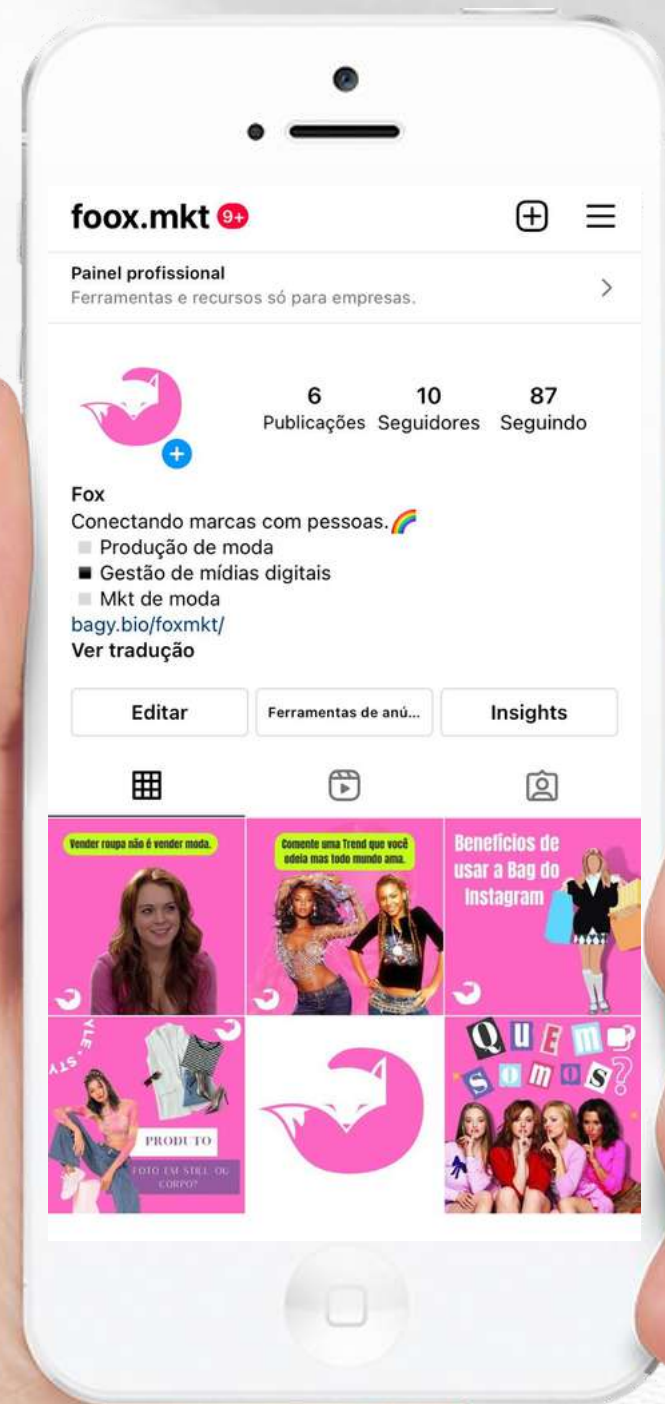 foox.mkt 9+
Painel profissional
Ferramentas e recursos só para empresas.
6 10 87
Publicações Seguidores Seguindo
Fox
Conectando marcas com pessoas.🌈
Produção de moda
Gestão de mídias digitais
Mkt de moda
bagy.bio/foxmkt/
Ver tradução
Editar Ferramentas de anú... Insights
Vender roupa não é vender moda.
Comente uma Trend que você
odeia mas todo mundo ama.
Benefícios de
usar a Bag do
Instagram
YLE * STY
PRODUTO
FOTO EM STILL OU
CORPO?
QUEM
SOMOS?